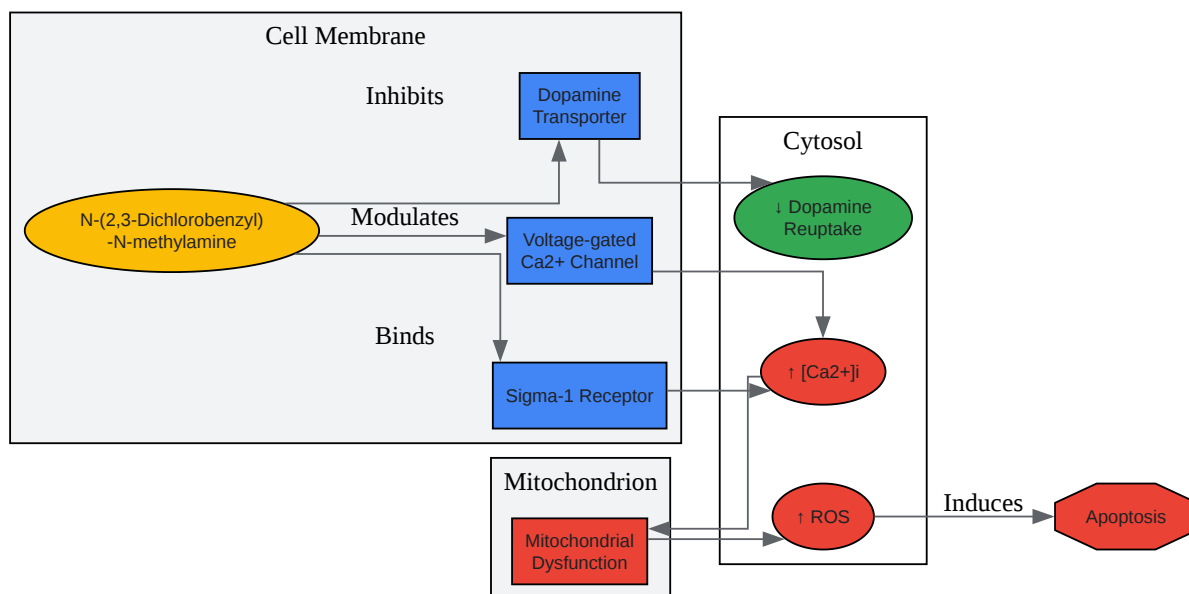 Cell Membrane
Inhibits
Dopamine
Transporter
Cytosol
N-(2,3-Dichlorobenzyl)
-N-methylamine
Modulates
Voltage-gated
Ca2+ Channel
↓ Dopamine
Reuptake
Binds
Sigma-1 Receptor
↑ [Ca2+]i
Mitochondrion
Mitochondrial
Dysfunction
↑ ROS
Induces
Apoptosis